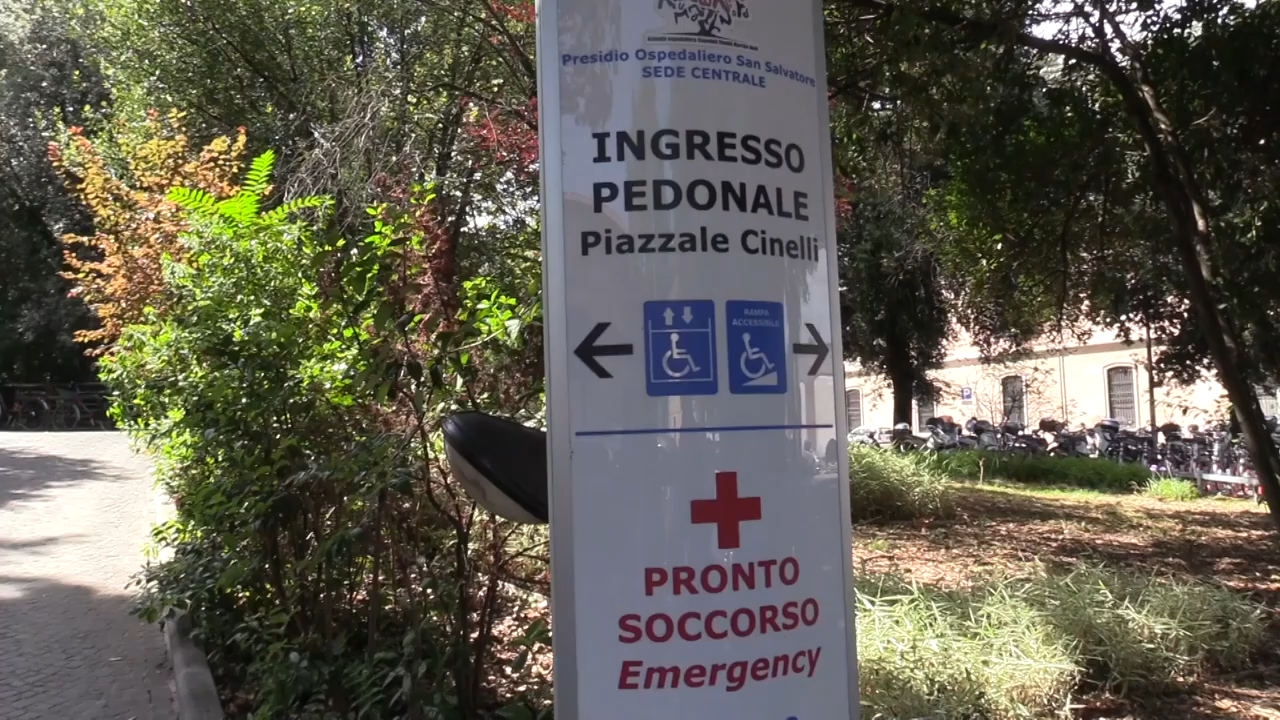 Presidio Ospedaliero San Salvatore
SEDE CENTRALE
INGRESSO
PEDONALE
Piazzale Cinelli
RAMPA
ACCESSIBILE
PRONTO
SOCCORSO
Emergency